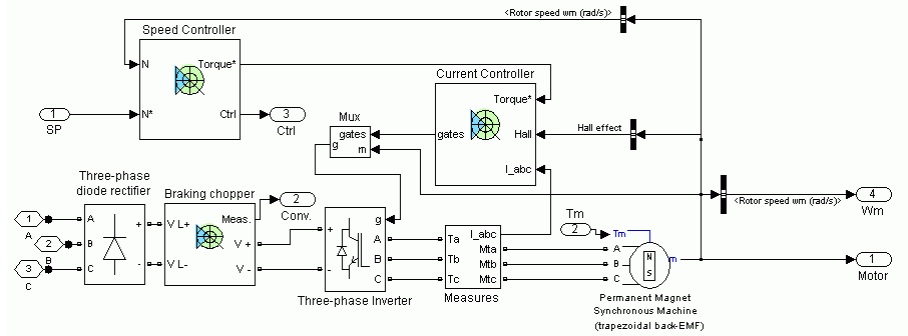 <Rotor speed wm (rad/s)>
Speed Controller
N
Torque*
Current Controller
Torque*
1
SP
N*
Ctrl
3
Ctrl
Mux
gates
g
m
gates
Hall
Hall effect
I_abc
Three-phase
diode rectifier
Braking chopper
2
Conv.
4
Wm
<Rotor speed wm (rad/s)>
1
A
A
+
V L+
Meas.
g
I_abc
Tm
2
Tm
2
B
B
V +
+
A
Ta
Mta
A
N
S
m
1
Motor
B
Tb
Mtb
B
3
C
C
-
V L-
V -
-
C
Tc
Mtc
C
Three-phase Inverter
Measures
Permanent Magnet
Synchronous Machine
(trapezoidal back-EMF)